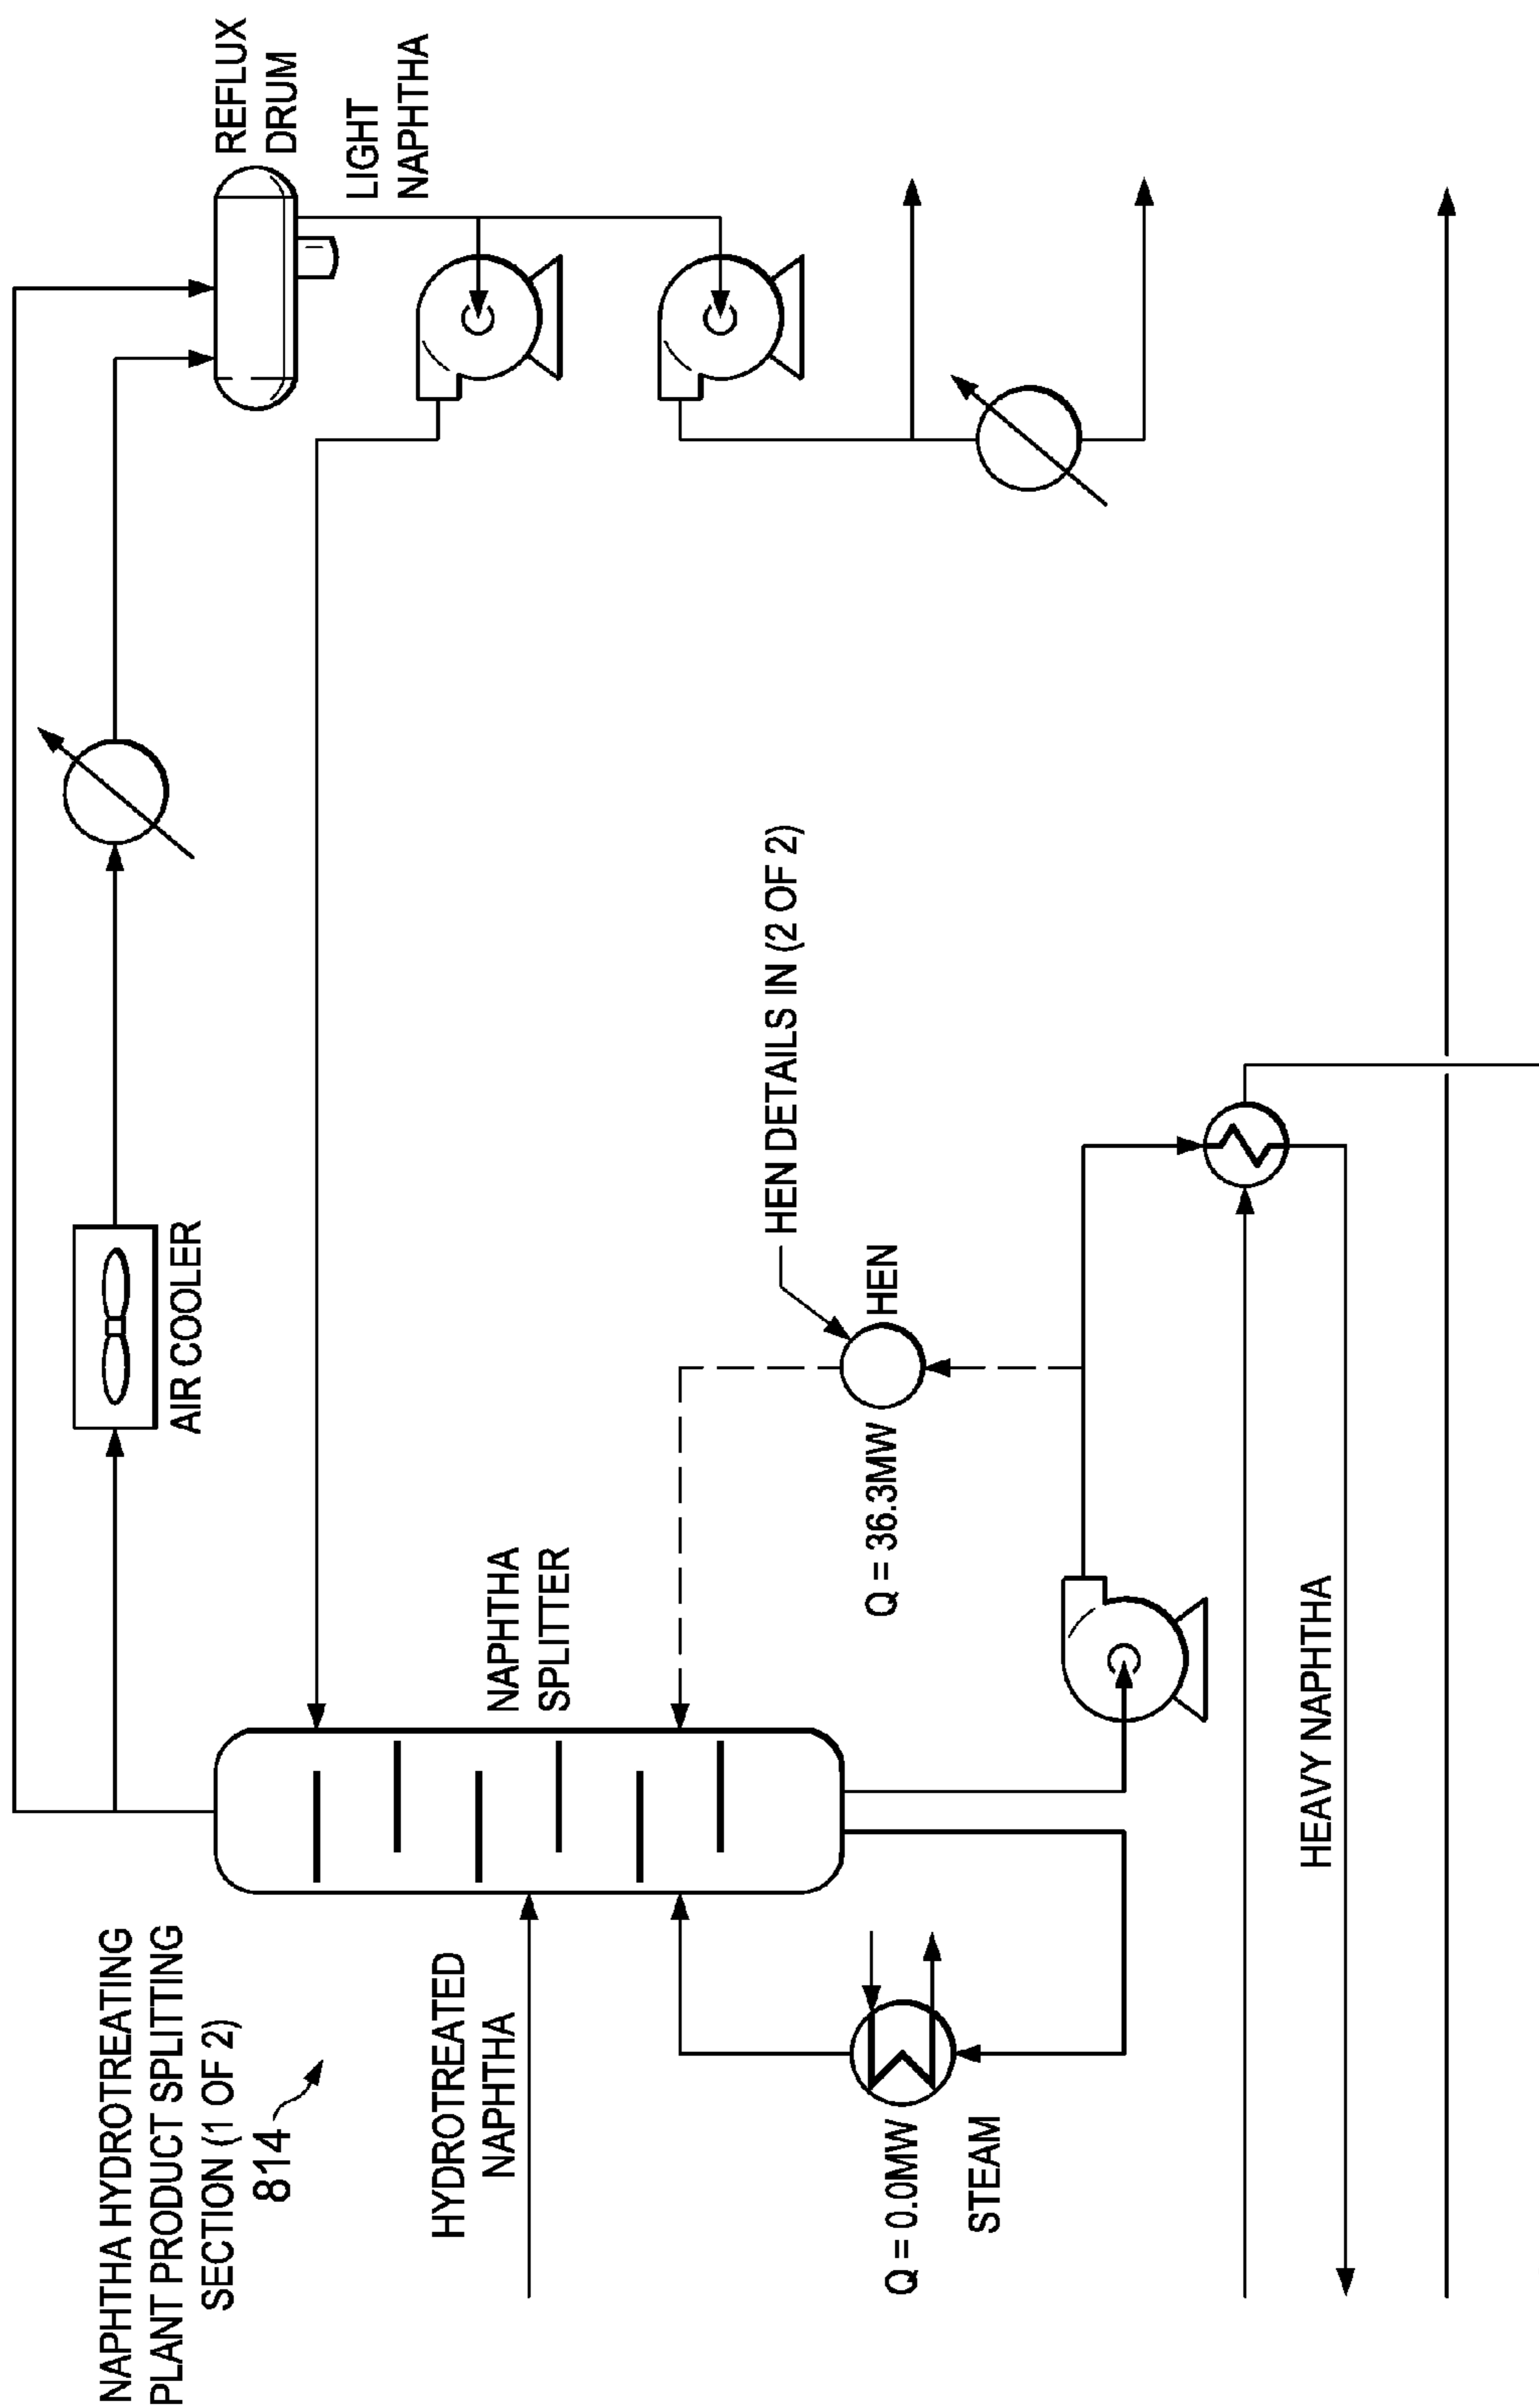 NAPHTHA HYDROTREATING
PLANT PRODUCT SPLITTING
SECTION (1 OF 2)
814
AIR COOLER
REFLUX
DRUM
LIGHT
NAPHTHA
HYDROTREATED
NAPHTHA
NAPHTHA
SPLITTER
HEN DETAILS IN (2 OF 2)
Q = 36.3MW
HEN
Q = 0.0MW
STEAM
HEAVY NAPHTHA